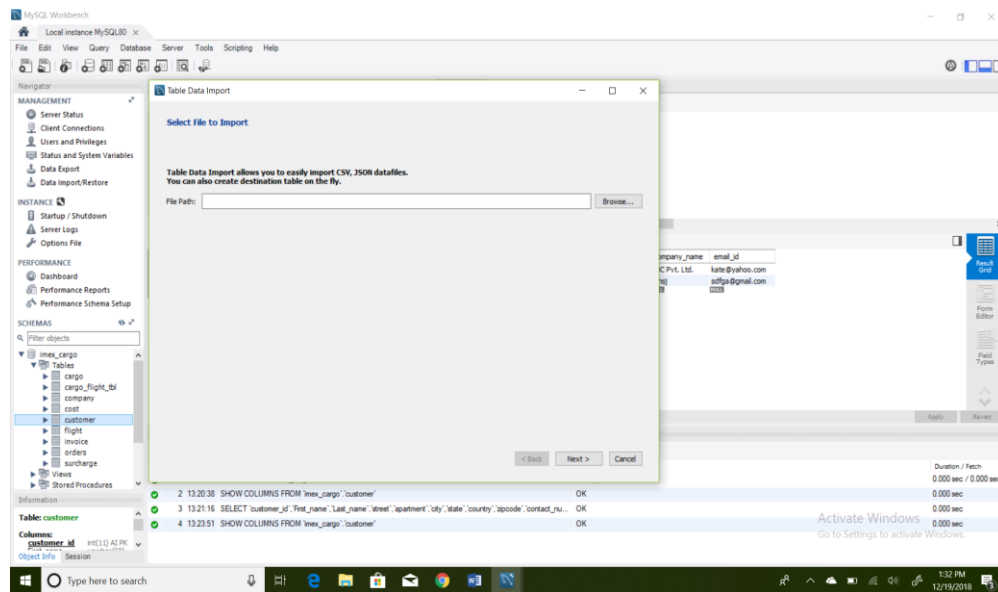 MySQL Workbench
Local instance MySQL80 ×
File Edit View Query Database Server Tools Scripting Help
Navigator
MANAGEMENT
Server Status
Client Connections
Users and Privileges
Status and System Variables
Data Export
Data Import/Restore
INSTANCE
Startup / Shutdown
Server Logs
Options File
PERFORMANCE
Dashboard
Performance Reports
Performance Schema Setup
SCHEMAS
Filter objects
imex_cargo
Tables
cargo
cargo_flight_tbl
company
cost
customer
flight
invoice
orders
surcharge
Views
Stored Procedures
Information
Table: customer
Columns:
customer_id int(11) AI PK
Object Info Session
Table Data Import
Select File to Import
Table Data Import allows you to easily import CSV, JSON datafiles.
You can also create destination table on the fly.
File Path: Browse...
< Back Next > Cancel
ompany_name email_id
C Pvt. Ltd. kate@yahoo.com
sdfga@gmail.com
Result Grid
Form Editor
Field Types
Apply Revert
Duration / Fetch
0.000 sec / 0.000 sec
2 13:20:38 SHOW COLUMNS FROM `imex_cargo`.`customer` OK 0.000 sec
3 13:21:16 SELECT `customer_id`,`First_name`,`Last_name`,`street`,`apartment`,`city`,`state`,`country`,`zipcode`,`contact_nu... OK 0.000 sec
4 13:23:51 SHOW COLUMNS FROM `imex_cargo`.`customer` OK 0.000 sec
Activate Windows
Go to Settings to activate Windows.
Type here to search
1:32 PM
12/19/2018